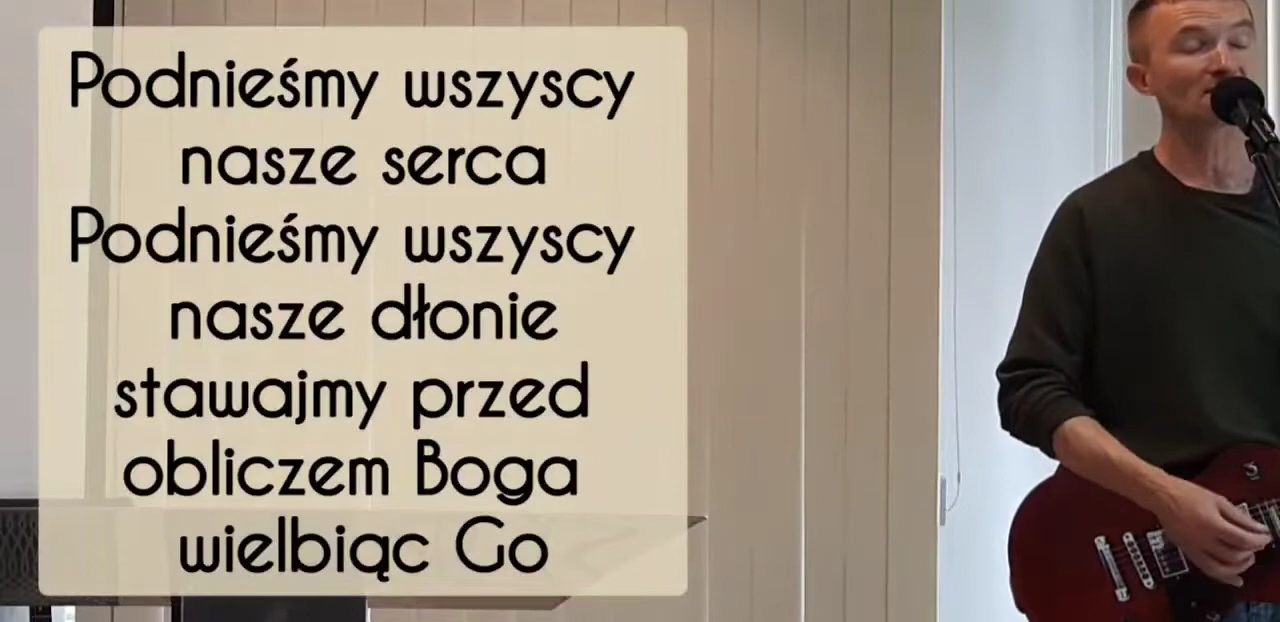 Podnieśmy wszyscy
nasze serca
Podnieśmy wszyscy
nasze dłonie
stawajmy przed
obliczem Boga
wielbiąc Go